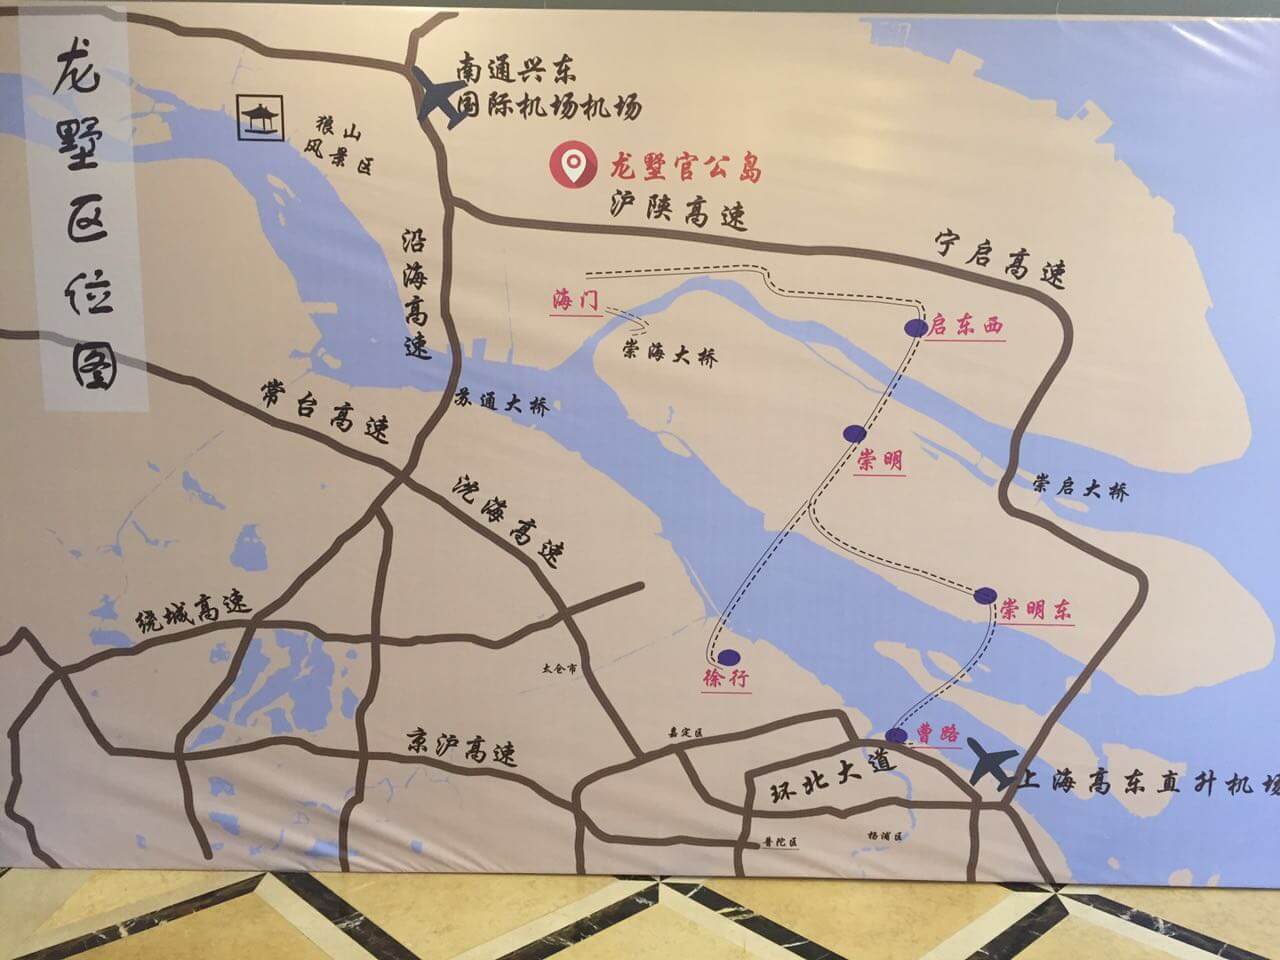 龙墅区位图
南通兴东
国际机场机场
狼山
风景区
龙墅官公岛
沪陕高速
宁启高速
沿海高速
海门
启东西
崇海大桥
常台高速
苏通大桥
崇明
崇启大桥
沈海高速
绕城高速
崇明东
太仓市
徐行
嘉定区
曹路
京沪高速
环北大道
上海高东直升机场
杨浦区
普陀区